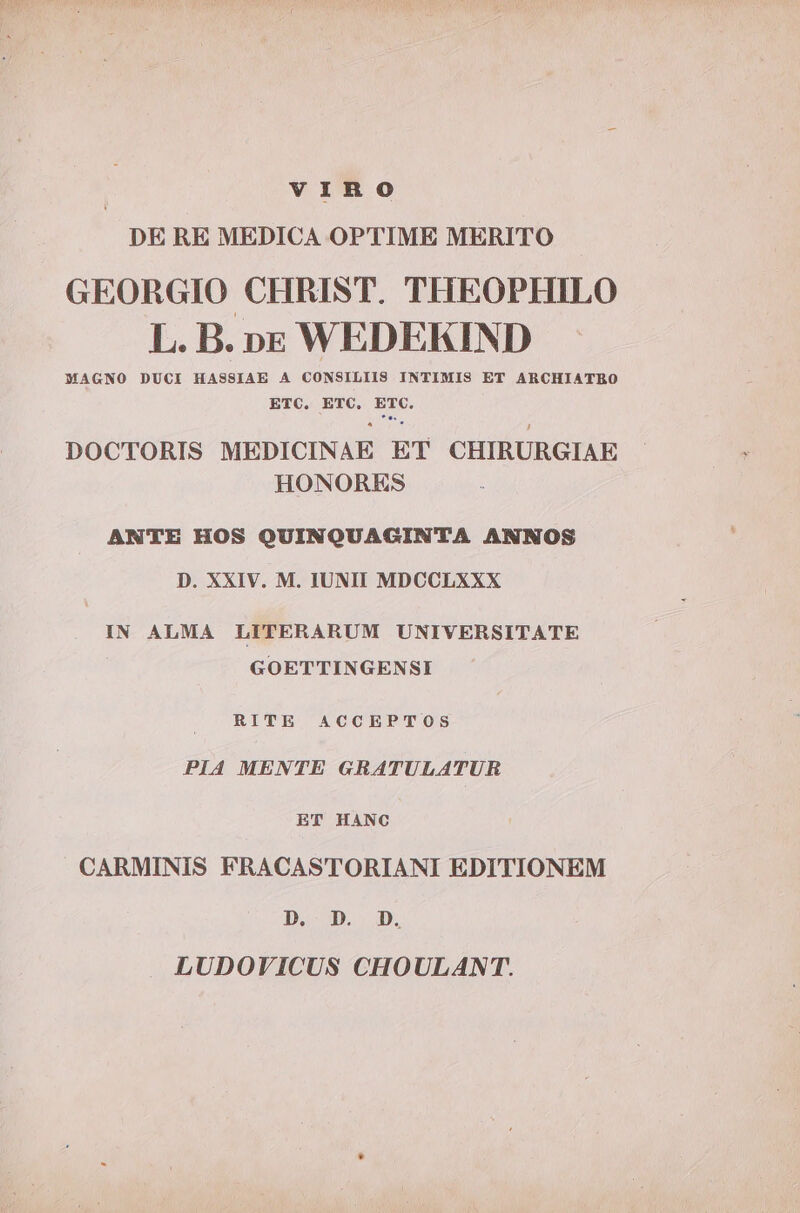 VIRO
DE RE MEDICA OPTIME MERITO
GEORGIO CHRIST. THEOPHILO
L. B. DE WEDEKIND
MAGNO DUCI HASSIAE A CONSILIIS INTIMIS ET ARCHIATRO
ETC. ETC. ETC.
DOCTORIS MEDICINAE ET CHIRURGIAE
HONORES
ANTE HOS QUINQUAGINTA ANNOS
D. XXIV. M. IUNII MDCCLXXX
IN ALMA LITERARUM UNIVERSITATE
GOETTINGENSI
RITE ACCEPTOS
PIA MENTE GRATULATUR
ET HANC
CARMINIS FRACASTORIANI EDITIONEM
D. D. D.
LUDOVICUS CHOULANT.